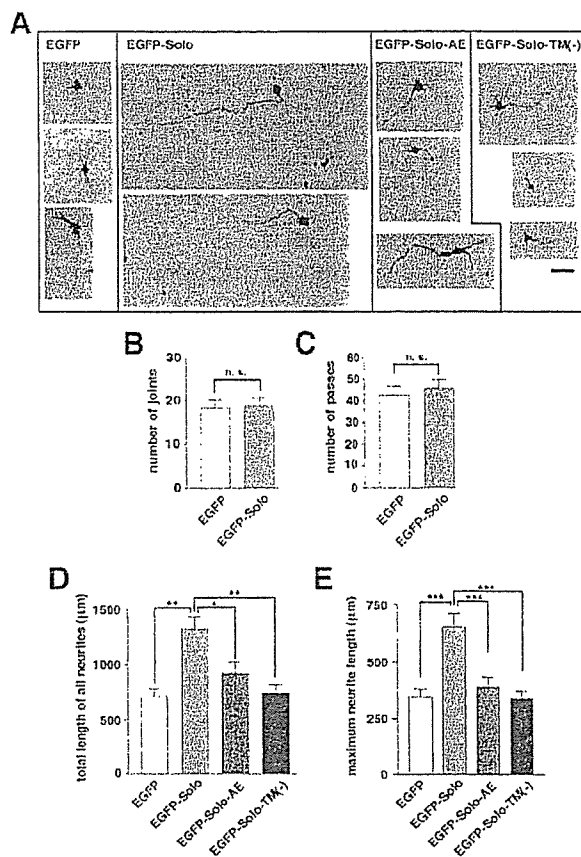 A
EGFP EGFP-Solo EGFP-Solo-AE EGFP-Solo-TM(-)
B
number of joints
30
20
10
0
n. s.
EGFP
EGFP-Solo
C
number of passes
60
50
40
30
20
10
0
n. s.
EGFP
EGFP-Solo
D
total length of all neurites (μm)
1500
1000
500
0
**
*
**
EGFP
EGFP-Solo
EGFP-Solo-AE
EGFP-Solo-TM(-)
E
maximum neurite length (μm)
750
500
250
0
***
***
***
EGFP
EGFP-Solo
EGFP-Solo-AE
EGFP-Solo-TM(-)